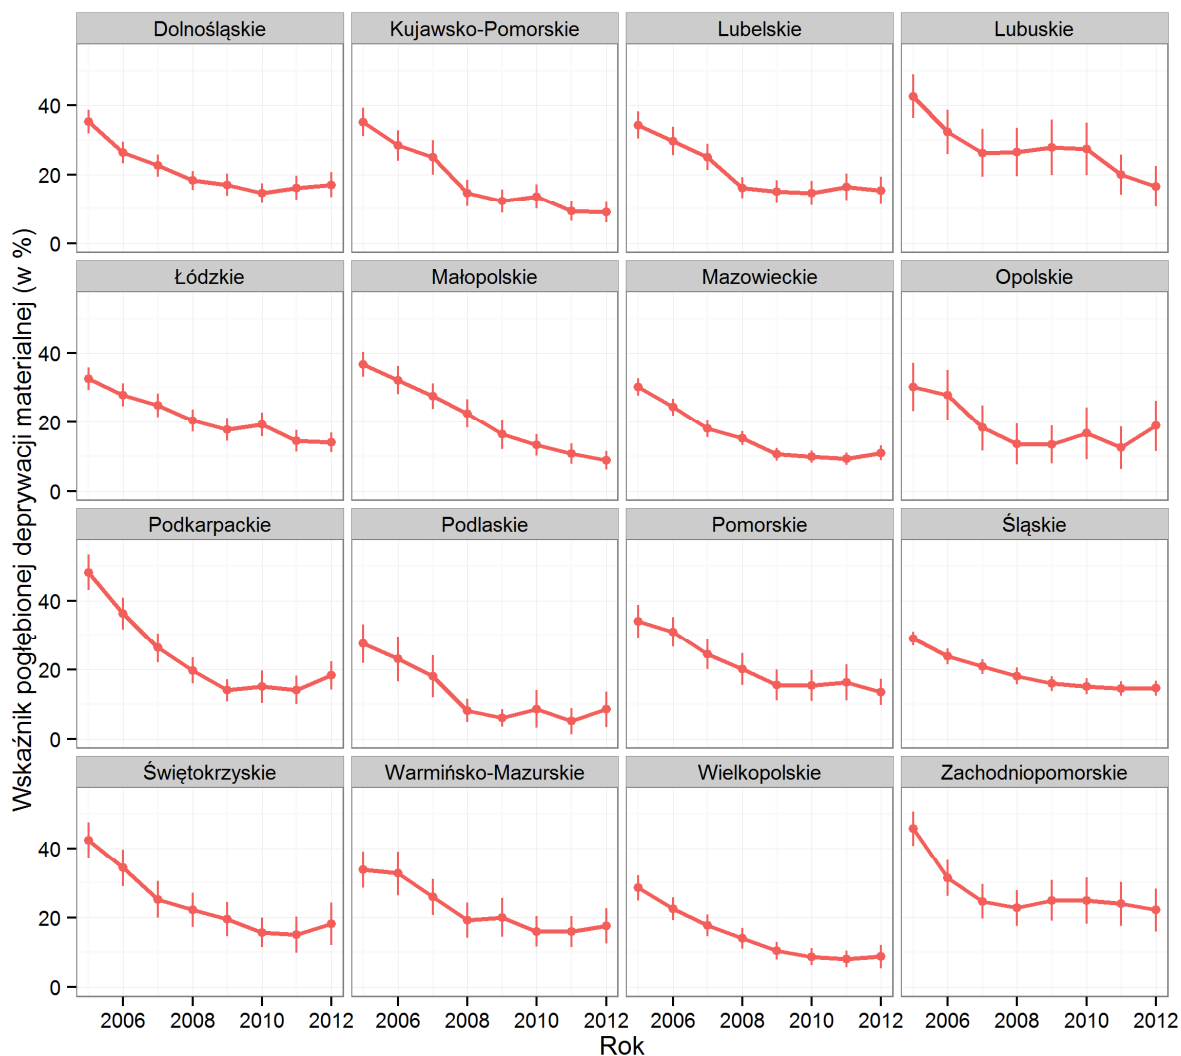 Wskaźnik pogłębionej deprywacji materialnej (w %)
Dolnośląskie Kujawsko-Pomorskie Lubelskie Lubuskie
40
20
0
Łódzkie Małopolskie Mazowieckie Opolskie
40
20
0
Podkarpackie Podlaskie Pomorskie Śląskie
40
20
0
Świętokrzyskie Warmińsko-Mazurskie Wielkopolskie Zachodniopomorskie
40
20
0
2006 2008 2010 2012 2006 2008 2010 2012 2006 2008 2010 2012 2006 2008 2010 2012
Rok